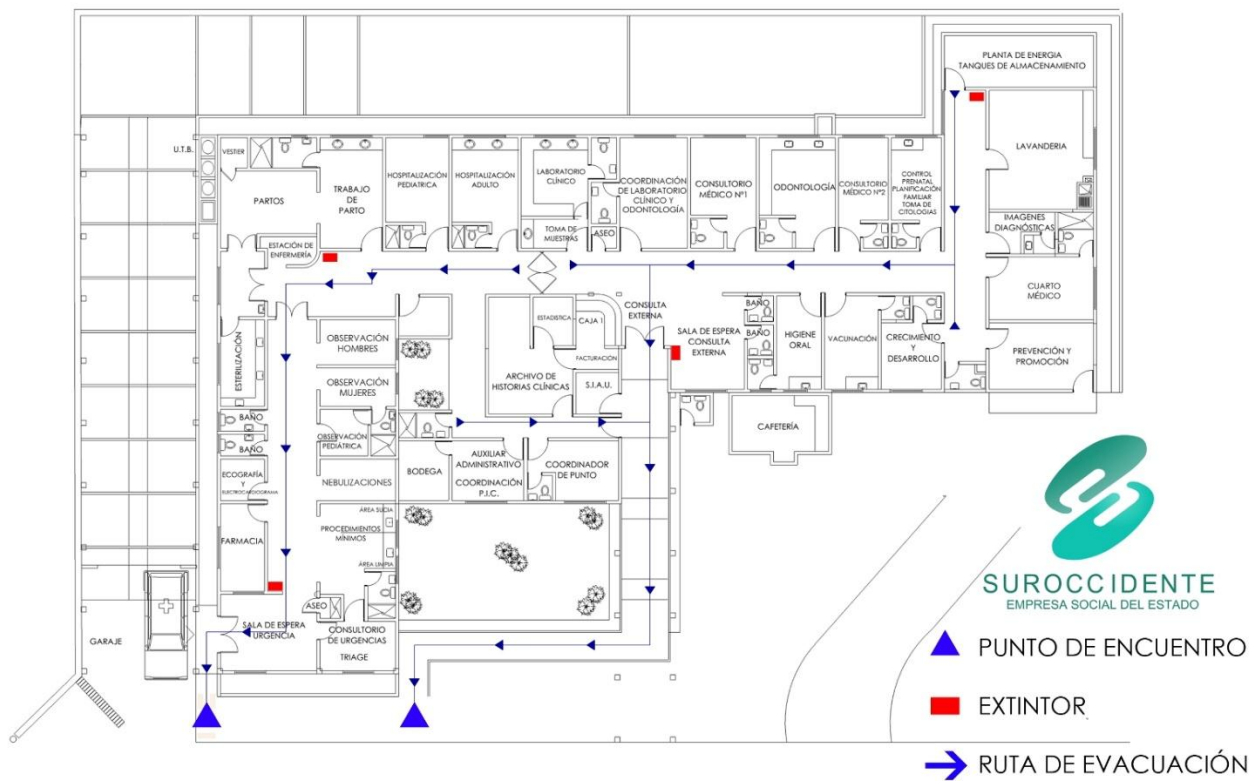 PLANTA DE ENERGIA
TANQUES DE ALMACENAMIENTO
U.T.B.
VESTIER
PARTOS
TRABAJO
DE
PARTO
HOSPITALIZACIÓN
PEDIATRICA
HOSPITALIZACIÓN
ADULTO
LABORATORIO
CLÍNICO
TOMA DE
MUESTRAS
ASEO
COORDINACIÓN
DE LABORATORIO
CLÍNICO Y
ODONTOLOGÍA
CONSULTORIO
MÉDICO Nº1
ODONTOLOGÍA
CONSULTORIO
MÉDICO Nº2
CONTROL
PRENATAL
PLANIFICACIÓN
FAMILIAR
TOMA DE
CITOLOGIAS
LAVANDERIA
IMAGENES
DIAGNÓSTICAS
CUARTO
MÉDICO
PREVENCIÓN Y
PROMOCIÓN
ESTACIÓN DE
ENFERMERÍA
ESTERILIZACIÓN
OBSERVACIÓN
HOMBRES
OBSERVACIÓN
MUJERES
OBSERVACIÓN
PEDIÁTRICA
BAÑO
BAÑO
ECOGRAFÍA
Y
ELECTROCARDIOGRAMA
NEBULIZACIONES
FARMACIA
ÁREA SUCIA
PROCEDIMIENTOS
MÍNIMOS
ÁREA LIMPIA
ASEO
SALA DE ESPERA
URGENCIA
CONSULTORIO
DE URGENCIAS
TRIAGE
GARAJE
ESTADISTICA
CAJA 1
FACTURACIÓN
ARCHIVO DE
HISTORIAS CLÍNICAS
S.I.A.U.
CONSULTA
EXTERNA
SALA DE ESPERA
CONSULTA
EXTERNA
BAÑO
BAÑO
HIGIENE
ORAL
VACUNACIÓN
CRECIMIENTO
Y
DESARROLLO
CAFETERÍA
BODEGA
AUXILIAR
ADMINISTRATIVO
COORDINACIÓN
P.I.C.
COORDINADOR
DE PUNTO
SUROCCIDENTE
EMPRESA SOCIAL DEL ESTADO
PUNTO DE ENCUENTRO
EXTINTOR
RUTA DE EVACUACIÓN